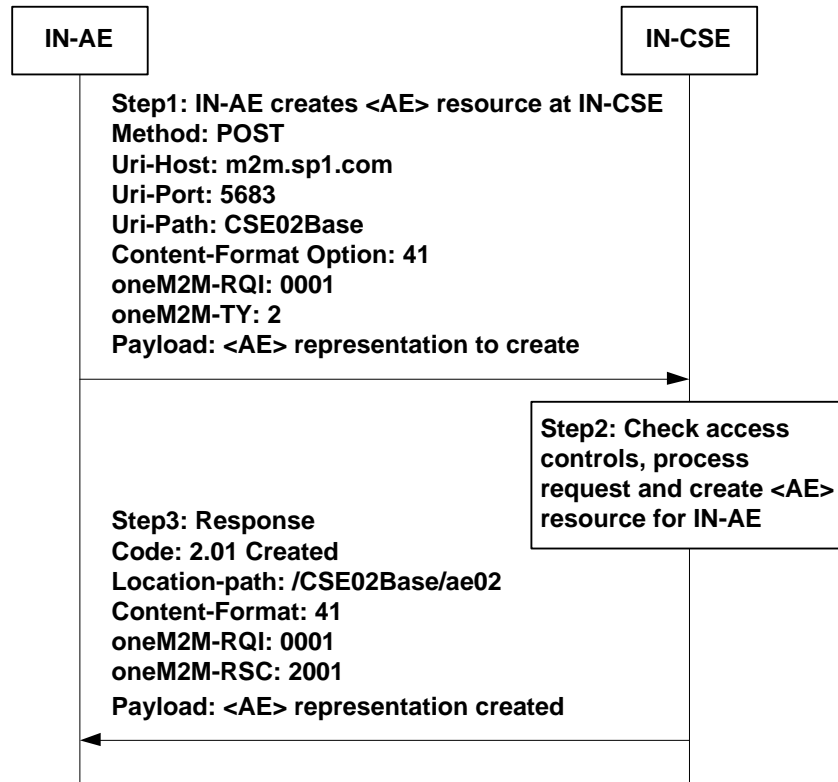 IN-AE
IN-CSE
Step1: IN-AE creates <AE> resource at IN-CSE
Method: POST
Uri-Host: m2m.sp1.com
Uri-Port: 5683
Uri-Path: CSE02Base
Content-Format Option: 41
oneM2M-RQI: 0001
oneM2M-TY: 2
Payload: <AE> representation to create
Step2: Check access
controls, process
request and create <AE>
resource for IN-AE
Step3: Response
Code: 2.01 Created
Location-path: /CSE02Base/ae02
Content-Format: 41
oneM2M-RQI: 0001
oneM2M-RSC: 2001
Payload: <AE> representation created